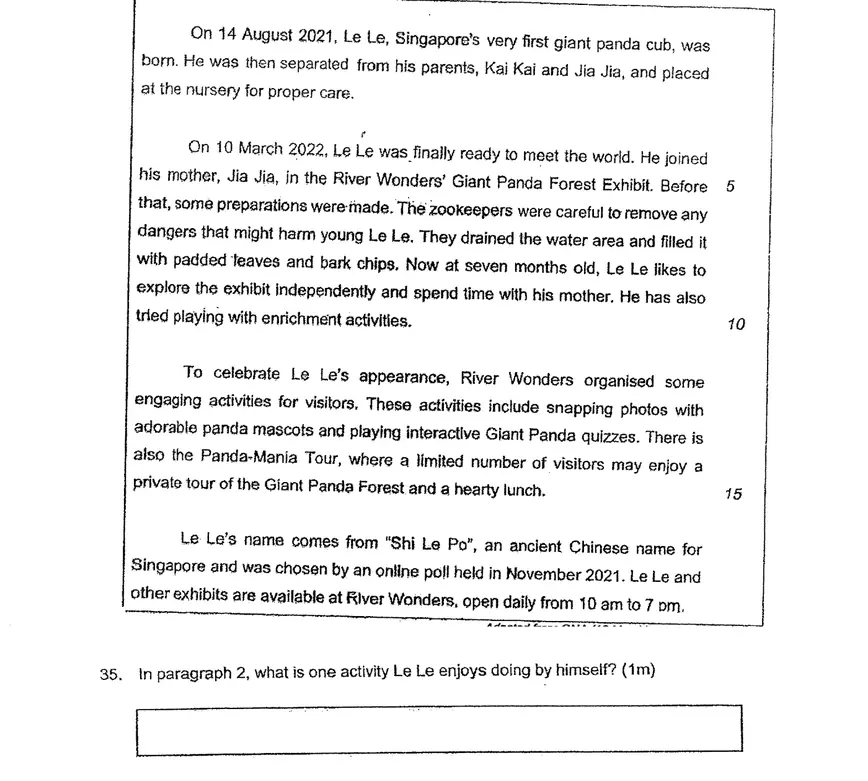 On 14 August 2021, Le Le, Singapore's very first giant panda cub, was
born. He was then separated from his parents, Kai Kai and Jia Jia, and placed
at the nursery for proper care.
On 10 March 2022, Le Le was finally ready to meet the world. He joined
his mother, Jia Jia, in the River Wonders' Giant Panda Forest Exhibit. Before 5
that, some preparations were made. The zookeepers were careful to remove any
dangers that might harm young Le Le. They drained the water area and filled it
with padded leaves and bark chips. Now at seven months old, Le Le likes to
explore the exhibit independently and spend time with his mother. He has also
tried playing with enrichment activities. 10
To celebrate Le Le's appearance, River Wonders organised some
engaging activities for visitors. These activities include snapping photos with
adorable panda mascots and playing interactive Giant Panda quizzes. There is
also the Panda-Mania Tour, where a limited number of visitors may enjoy a
private tour of the Giant Panda Forest and a hearty lunch. 15
Le Le's name comes from "Shi Le Po", an ancient Chinese name for
Singapore and was chosen by an online poll held in November 2021. Le Le and
other exhibits are available at River Wonders, open daily from 10 am to 7 pm.
35. In paragraph 2, what is one activity Le Le enjoys doing by himself? (1m)